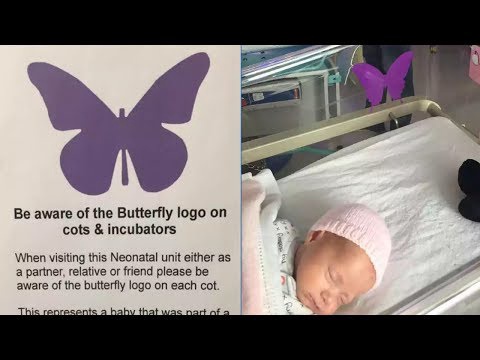 Be aware of the Butterfly logo on
cots & incubators
When visiting this Neonatal unit either as
a partner, relative or friend please be
aware of the butterfly logo on each cot.
This represents a baby that was part of a